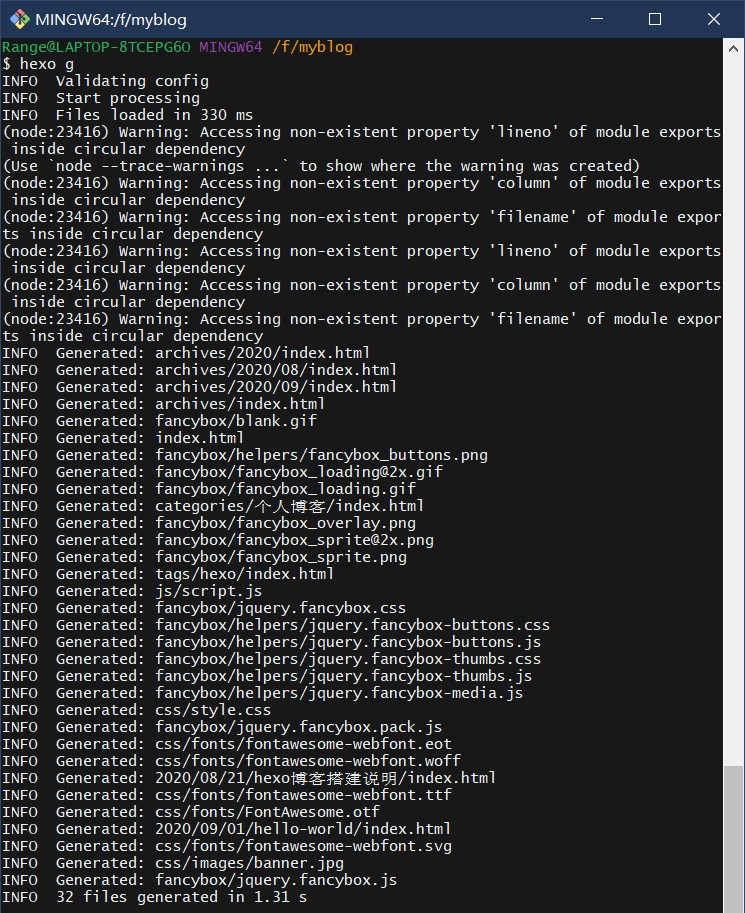 MINGW64:/f/myblog
Range@LAPTOP-8TCEPG6O MINGW64 /f/myblog
$ hexo g
INFO  Validating config
INFO  Start processing
INFO  Files loaded in 330 ms
(node:23416) Warning: Accessing non-existent property 'lineno' of module exports
 inside circular dependency
(Use `node --trace-warnings ...` to show where the warning was created)
(node:23416) Warning: Accessing non-existent property 'column' of module exports
 inside circular dependency
(node:23416) Warning: Accessing non-existent property 'filename' of module expor
ts inside circular dependency
(node:23416) Warning: Accessing non-existent property 'lineno' of module exports
 inside circular dependency
(node:23416) Warning: Accessing non-existent property 'column' of module exports
 inside circular dependency
(node:23416) Warning: Accessing non-existent property 'filename' of module expor
ts inside circular dependency
INFO  Generated: archives/2020/index.html
INFO  Generated: archives/2020/08/index.html
INFO  Generated: archives/2020/09/index.html
INFO  Generated: archives/index.html
INFO  Generated: fancybox/blank.gif
INFO  Generated: index.html
INFO  Generated: fancybox/helpers/fancybox_buttons.png
INFO  Generated: fancybox/fancybox_loading@2x.gif
INFO  Generated: fancybox/fancybox_loading.gif
INFO  Generated: categories/个人博客/index.html
INFO  Generated: fancybox/fancybox_overlay.png
INFO  Generated: fancybox/fancybox_sprite@2x.png
INFO  Generated: fancybox/fancybox_sprite.png
INFO  Generated: tags/hexo/index.html
INFO  Generated: js/script.js
INFO  Generated: fancybox/jquery.fancybox.css
INFO  Generated: fancybox/helpers/jquery.fancybox-buttons.css
INFO  Generated: fancybox/helpers/jquery.fancybox-buttons.js
INFO  Generated: fancybox/helpers/jquery.fancybox-thumbs.css
INFO  Generated: fancybox/helpers/jquery.fancybox-thumbs.js
INFO  Generated: fancybox/helpers/jquery.fancybox-media.js
INFO  Generated: css/style.css
INFO  Generated: fancybox/jquery.fancybox.pack.js
INFO  Generated: css/fonts/fontawesome-webfont.eot
INFO  Generated: css/fonts/fontawesome-webfont.woff
INFO  Generated: 2020/08/21/hexo博客搭建说明/index.html
INFO  Generated: css/fonts/fontawesome-webfont.ttf
INFO  Generated: css/fonts/FontAwesome.otf
INFO  Generated: 2020/09/01/hello-world/index.html
INFO  Generated: css/fonts/fontawesome-webfont.svg
INFO  Generated: css/images/banner.jpg
INFO  Generated: fancybox/jquery.fancybox.js
INFO  32 files generated in 1.31 s